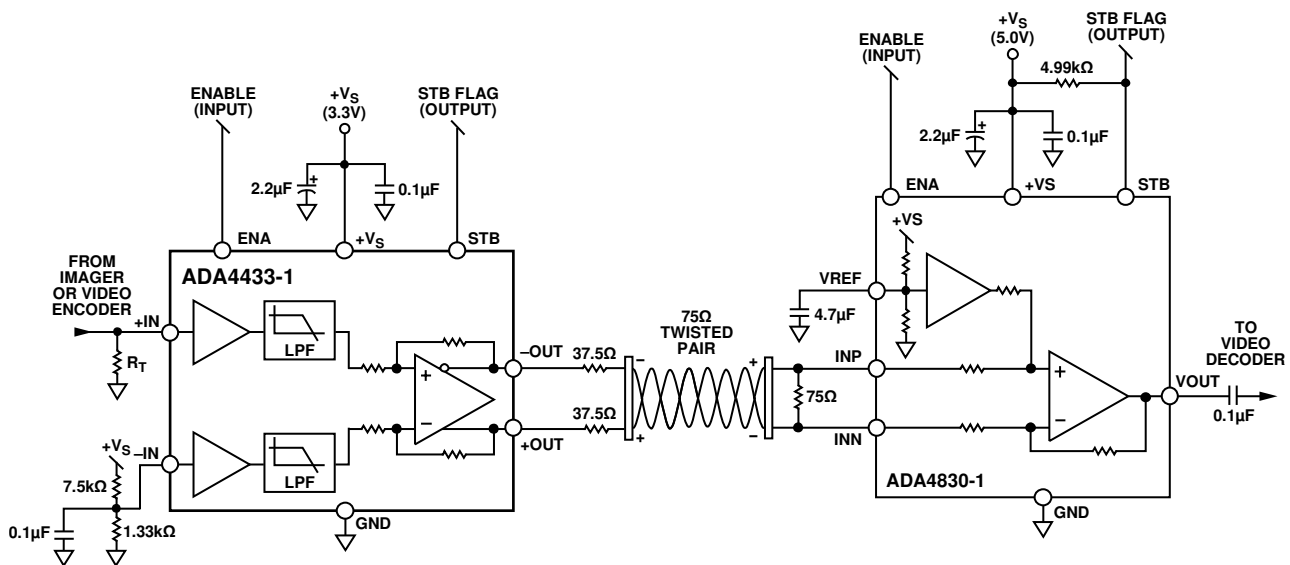 ENABLE
(INPUT)
+VS
(3.3V)
STB FLAG
(OUTPUT)
2.2µF
+
0.1µF
ENA
+VS
STB
FROM
IMAGER
OR VIDEO
ENCODER
ADA4433-1
+IN
RT
LPF
+
–
–OUT
37.5Ω
37.5Ω
+OUT
+VS
–IN
7.5kΩ
LPF
0.1µF
1.33kΩ
GND
75Ω
TWISTED
PAIR
–
+
+
–
ENABLE
(INPUT)
+VS
(5.0V)
STB FLAG
(OUTPUT)
4.99kΩ
2.2µF
+
0.1µF
ENA
+VS
STB
+VS
VREF
4.7µF
INP
75Ω
INN
+
–
TO
VIDEO
DECODER
VOUT
0.1µF
ADA4830-1
GND